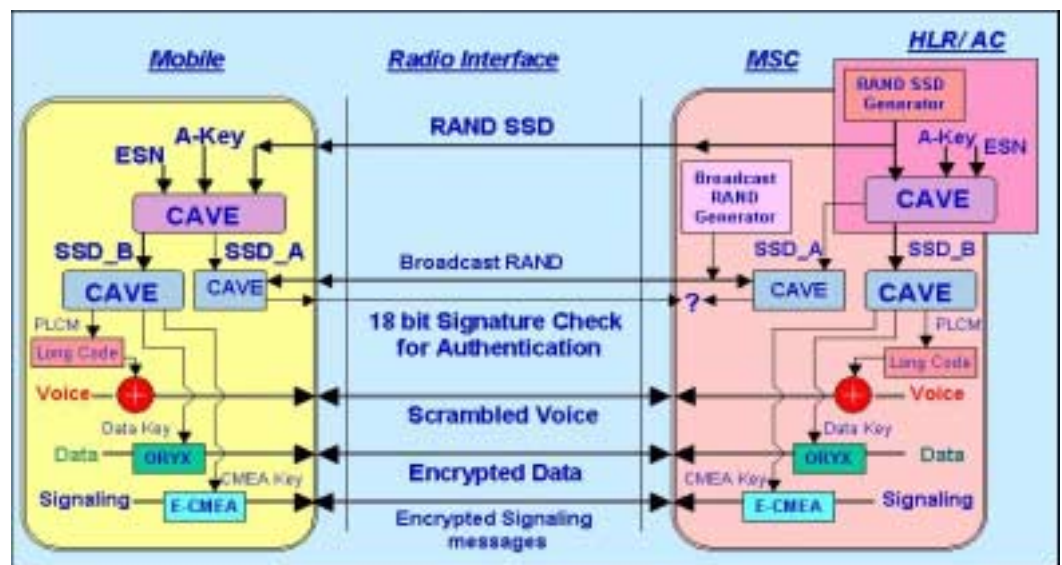 Mobile
Radio Interface
MSC
HLR/ AC
RAND SSD
Generator
RAND SSD
A-Key
ESN
A-Key
ESN
Broadcast
RAND
Generator
CAVE
CAVE
SSD_B
SSD_A
SSD_A
SSD_B
Broadcast RAND
CAVE
CAVE
CAVE
CAVE
?
PLCM
18 bit Signature Check
for Authentication
PLCM
Long Code
Long Code
Voice
+
Scrambled Voice
+
Voice
Data Key
Data Key
Data
ORYX
Encrypted Data
ORYX
Data
CMEA Key
CMEA Key
Signaling
E-CMEA
Encrypted Signaling
messages
E-CMEA
Signaling